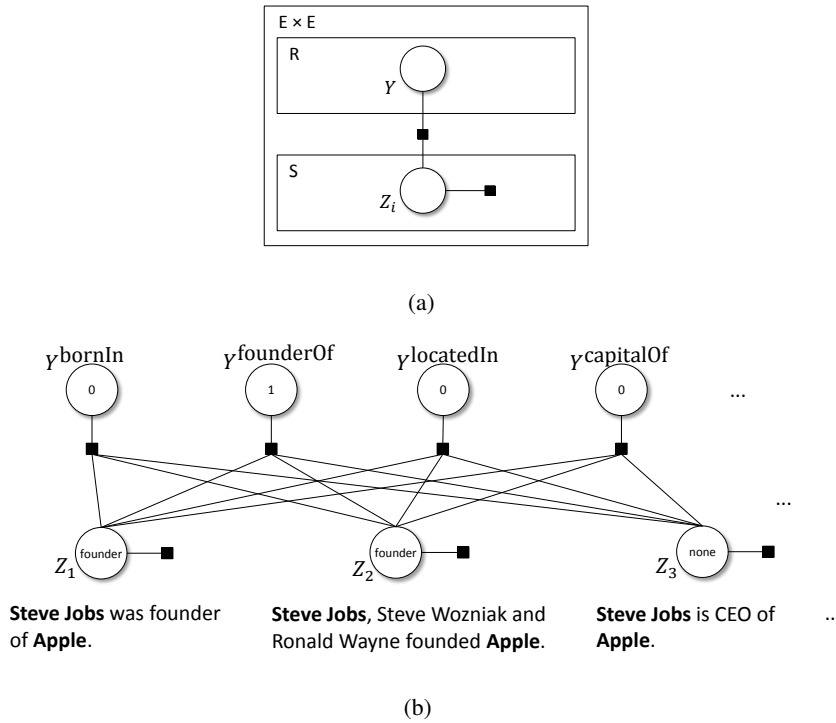 E × E
R
Y
S
Z_i
(a)
Y^bornIn Y^founderOf Y^locatedIn Y^capitalOf
0 1 0 0 ...
...
founder founder none
Z_1 Z_2 Z_3
Steve Jobs was founder
of Apple.
Steve Jobs, Steve Wozniak and
Ronald Wayne founded Apple.
Steve Jobs is CEO of
Apple.
..
(b)